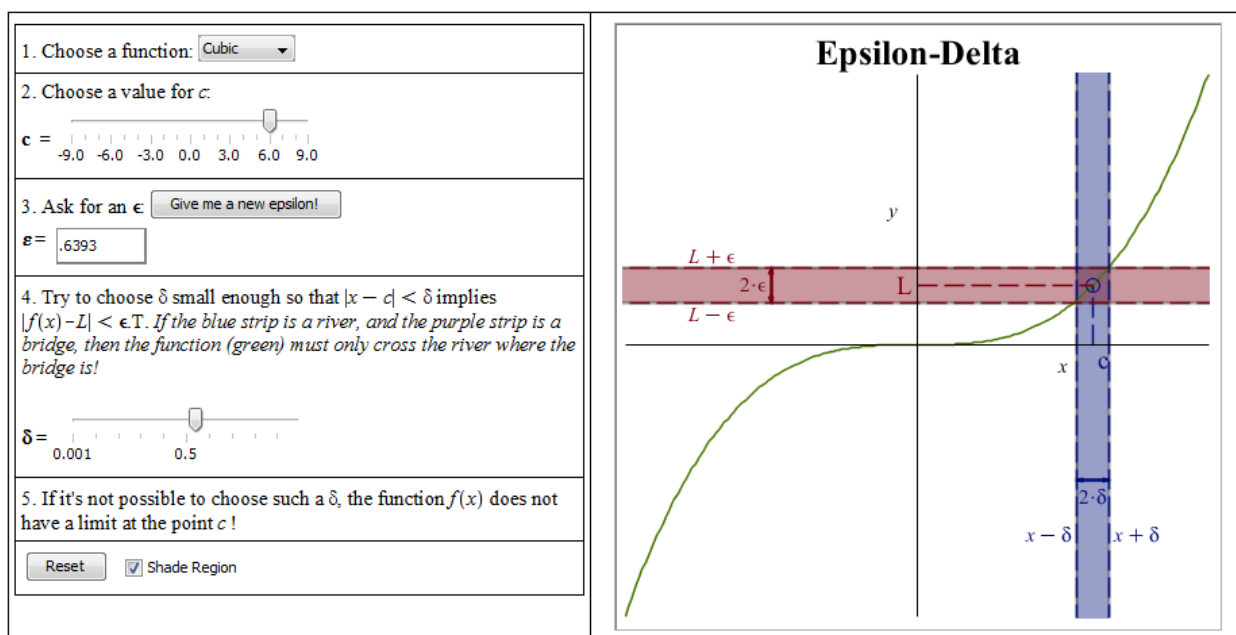 1. Choose a function: Cubic
2. Choose a value for c:
c =
-9.0 -6.0 -3.0 0.0 3.0 6.0 9.0
3. Ask for an ϵ Give me a new epsilon!
ε= .6393
4. Try to choose δ small enough so that |x − c| < δ implies
|f(x) −L| < ϵ.T. If the blue strip is a river, and the purple strip is a
bridge, then the function (green) must only cross the river where the
bridge is!
δ=
0.001 0.5
5. If it's not possible to choose such a δ, the function f(x) does not
have a limit at the point c !
Reset Shade Region
Epsilon-Delta
y
L + ϵ
2·ϵ L
L − ϵ
x c
2·δ
x − δ x + δ